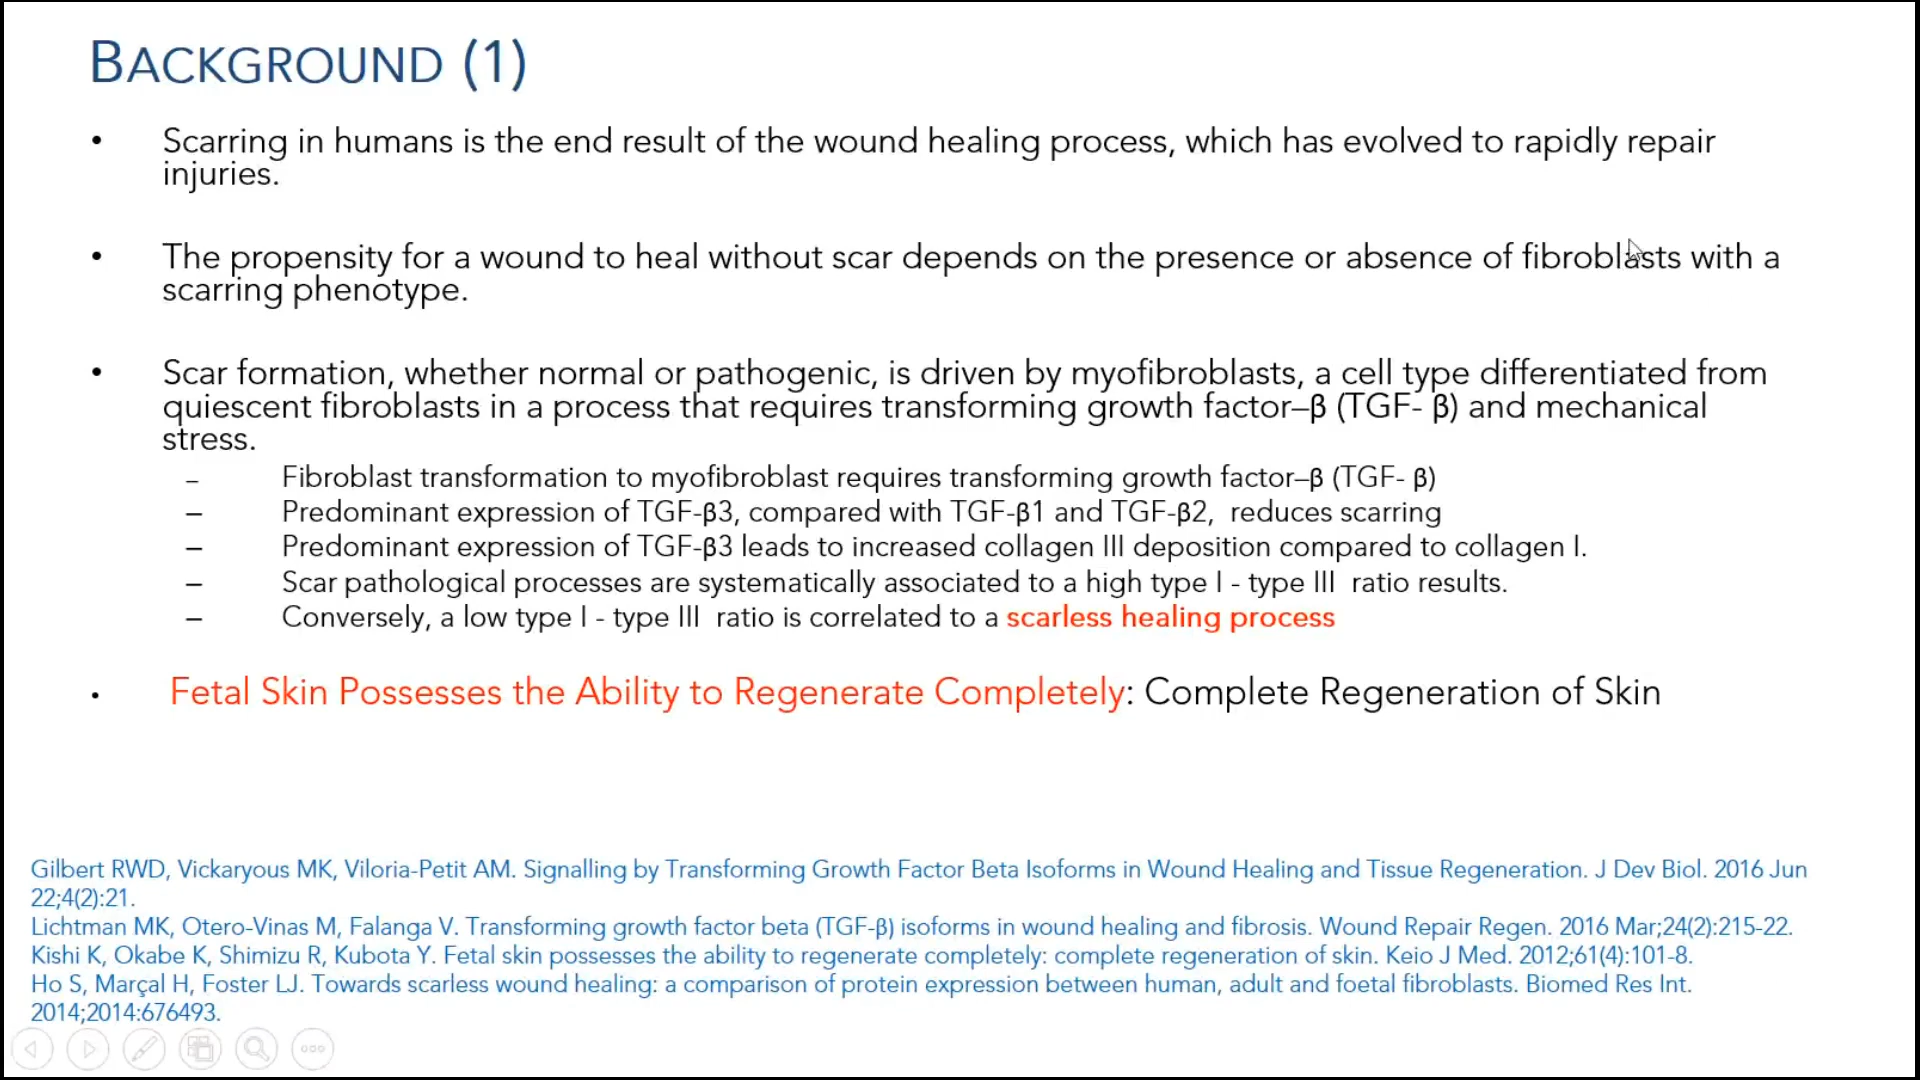 BACKGROUND (1)
• Scarring in humans is the end result of the wound healing process, which has evolved to rapidly repair
injuries.
• The propensity for a wound to heal without scar depends on the presence or absence of fibroblasts with a
scarring phenotype.
• Scar formation, whether normal or pathogenic, is driven by myofibroblasts, a cell type differentiated from
quiescent fibroblasts in a process that requires transforming growth factor–β (TGF- β) and mechanical
stress.
– Fibroblast transformation to myofibroblast requires transforming growth factor–β (TGF- β)
– Predominant expression of TGF-β3, compared with TGF-β1 and TGF-β2, reduces scarring
– Predominant expression of TGF-β3 leads to increased collagen III deposition compared to collagen I.
– Scar pathological processes are systematically associated to a high type I - type III ratio results.
– Conversely, a low type I - type III ratio is correlated to a scarless healing process
• Fetal Skin Possesses the Ability to Regenerate Completely: Complete Regeneration of Skin
Gilbert RWD, Vickaryous MK, Viloria-Petit AM. Signalling by Transforming Growth Factor Beta Isoforms in Wound Healing and Tissue Regeneration. J Dev Biol. 2016 Jun
22;4(2):21.
Lichtman MK, Otero-Vinas M, Falanga V. Transforming growth factor beta (TGF-β) isoforms in wound healing and fibrosis. Wound Repair Regen. 2016 Mar;24(2):215-22.
Kishi K, Okabe K, Shimizu R, Kubota Y. Fetal skin possesses the ability to regenerate completely: complete regeneration of skin. Keio J Med. 2012;61(4):101-8.
Ho S, Marçal H, Foster LJ. Towards scarless wound healing: a comparison of protein expression between human, adult and foetal fibroblasts. Biomed Res Int.
2014;2014:676493.